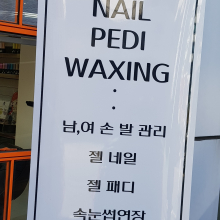 NAIL
PEDI
WAXING
남,여 손 발 관리
젤 네일
젤 패디
속눈썹연장